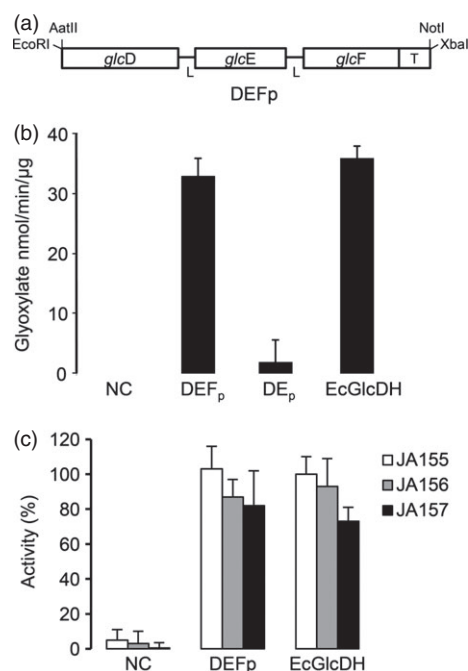 (a)
AatII
EcoRI
NotI
XbaI
glcD
glcE
glcF
T
L
L
DEFp
(b)
Glyoxylate nmol/min/µg
40
30
20
10
0
NC
DEFp
DEp
EcGlcDH
(c)
Activity (%)
120
100
80
60
40
20
0
JA155
JA156
JA157
NC
DEFp
EcGlcDH